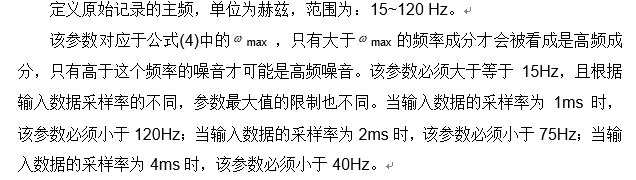 定义原始记录的主频，单位为赫兹，范围为：15~120 Hz。
该参数对应于公式(4)中的ω max ，只有大于ω max 的频率成分才会被看成是高频成
分，只有高于这个频率的噪音才可能是高频噪音。该参数必须大于等于 15Hz，且根据
输入数据采样率的不同，参数最大值的限制也不同。当输入数据的采样率为 1ms 时，
该参数必须小于 120Hz；当输入数据的采样率为 2ms 时，该参数必须小于 75Hz；当输
入数据的采样率为 4ms 时，该参数必须小于 40Hz。